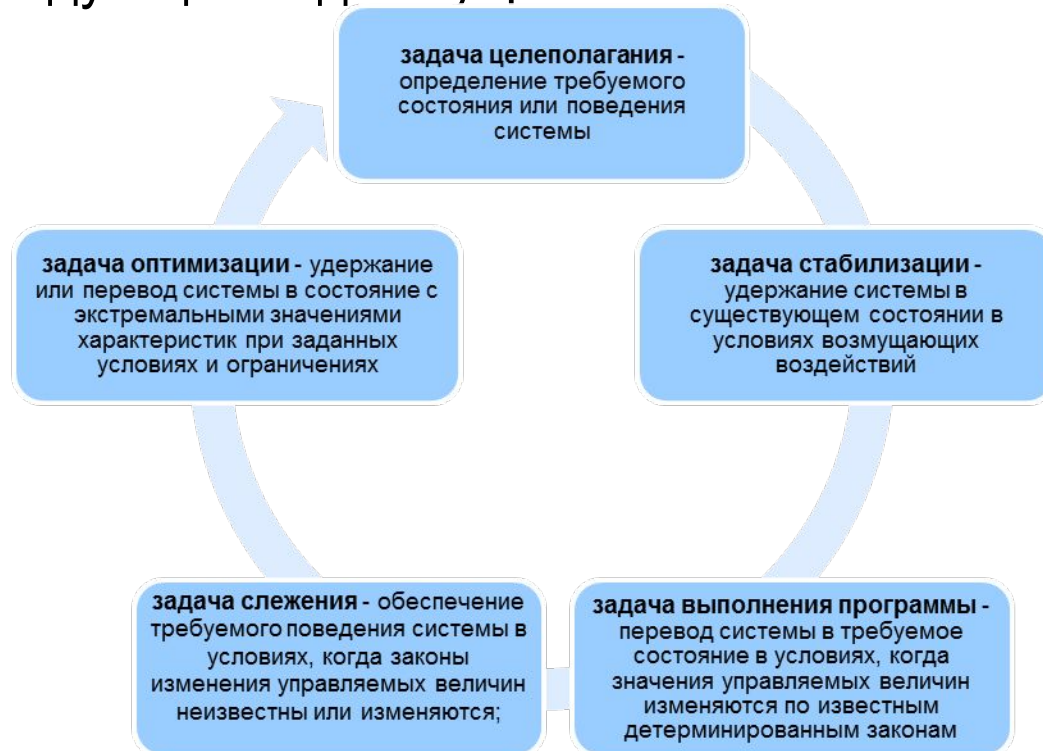 задача целеполагания -
определение требуемого
состояния или поведения
системы
задача стабилизации -
удержание системы в
существующем состоянии в
условиях возмущающих
воздействий
задача выполнения программы -
перевод системы в требуемое
состояние в условиях, когда
значения управляемых величин
изменяются по известным
детерминированным законам
задача слежения - обеспечение
требуемого поведения системы в
условиях, когда законы
изменения управляемых величин
неизвестны или изменяются;
задача оптимизации - удержание
или перевод системы в состояние с
экстремальными значениями
характеристик при заданных
условиях и ограничениях